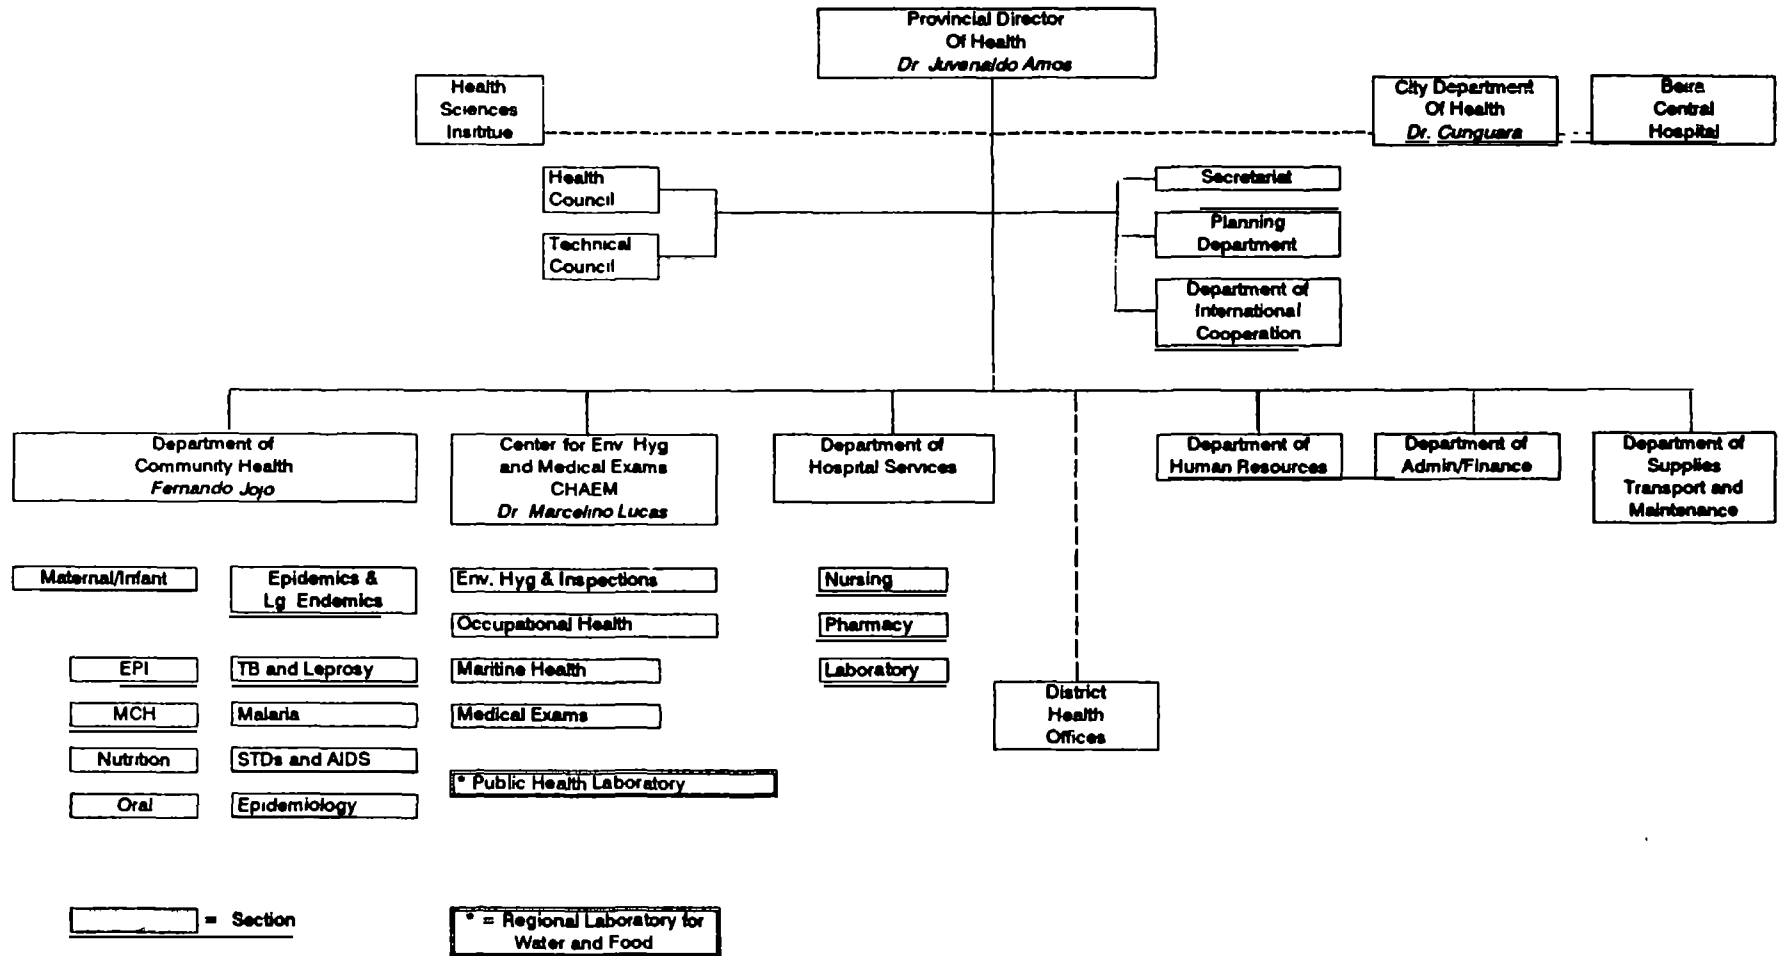 Provincial Director
Of Health
Dr Juvenaldo Amos
Health
Sciences
Institue
City Department
Of Health
Dr. Cunguara
Beira
Central
Hospital
Health
Council
Technical
Council
Secretariat
Planning
Department
Department of
International
Cooperation
Department of
Community Health
Fernando Jojo
Center for Env Hyg
and Medical Exams
CHAEM
Dr Marcelino Lucas
Department of
Hospital Services
Department of
Human Resources
Department of
Admin/Finance
Department of
Supplies
Transport and
Maintenance
Maternal/Infant
EPI
MCH
Nutrition
Oral
Epidemics &
Lg Endemics
TB and Leprosy
Malaria
STDs and AIDS
Epidemiology
Env. Hyg & Inspections
Occupational Health
Maritine Health
Medical Exams
* Public Health Laboratory
Nursing
Pharmacy
Laboratory
District
Health
Offices
= Section
* = Regional Laboratory for
Water and Food